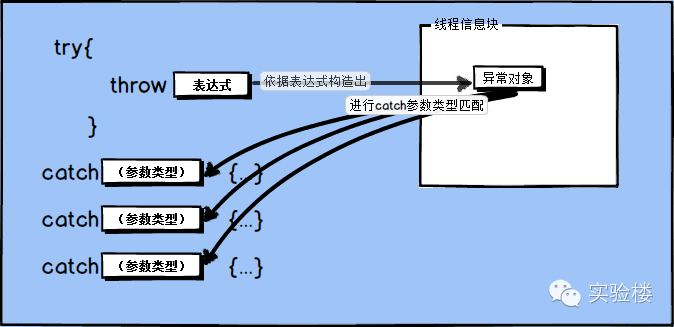 线程信息块
try{
throw 表达式 依据表达式构造出 异常对象
进行catch参数类型匹配
}
catch (参数类型) {...}
catch (参数类型) {...}
catch (参数类型) {...}
实验楼